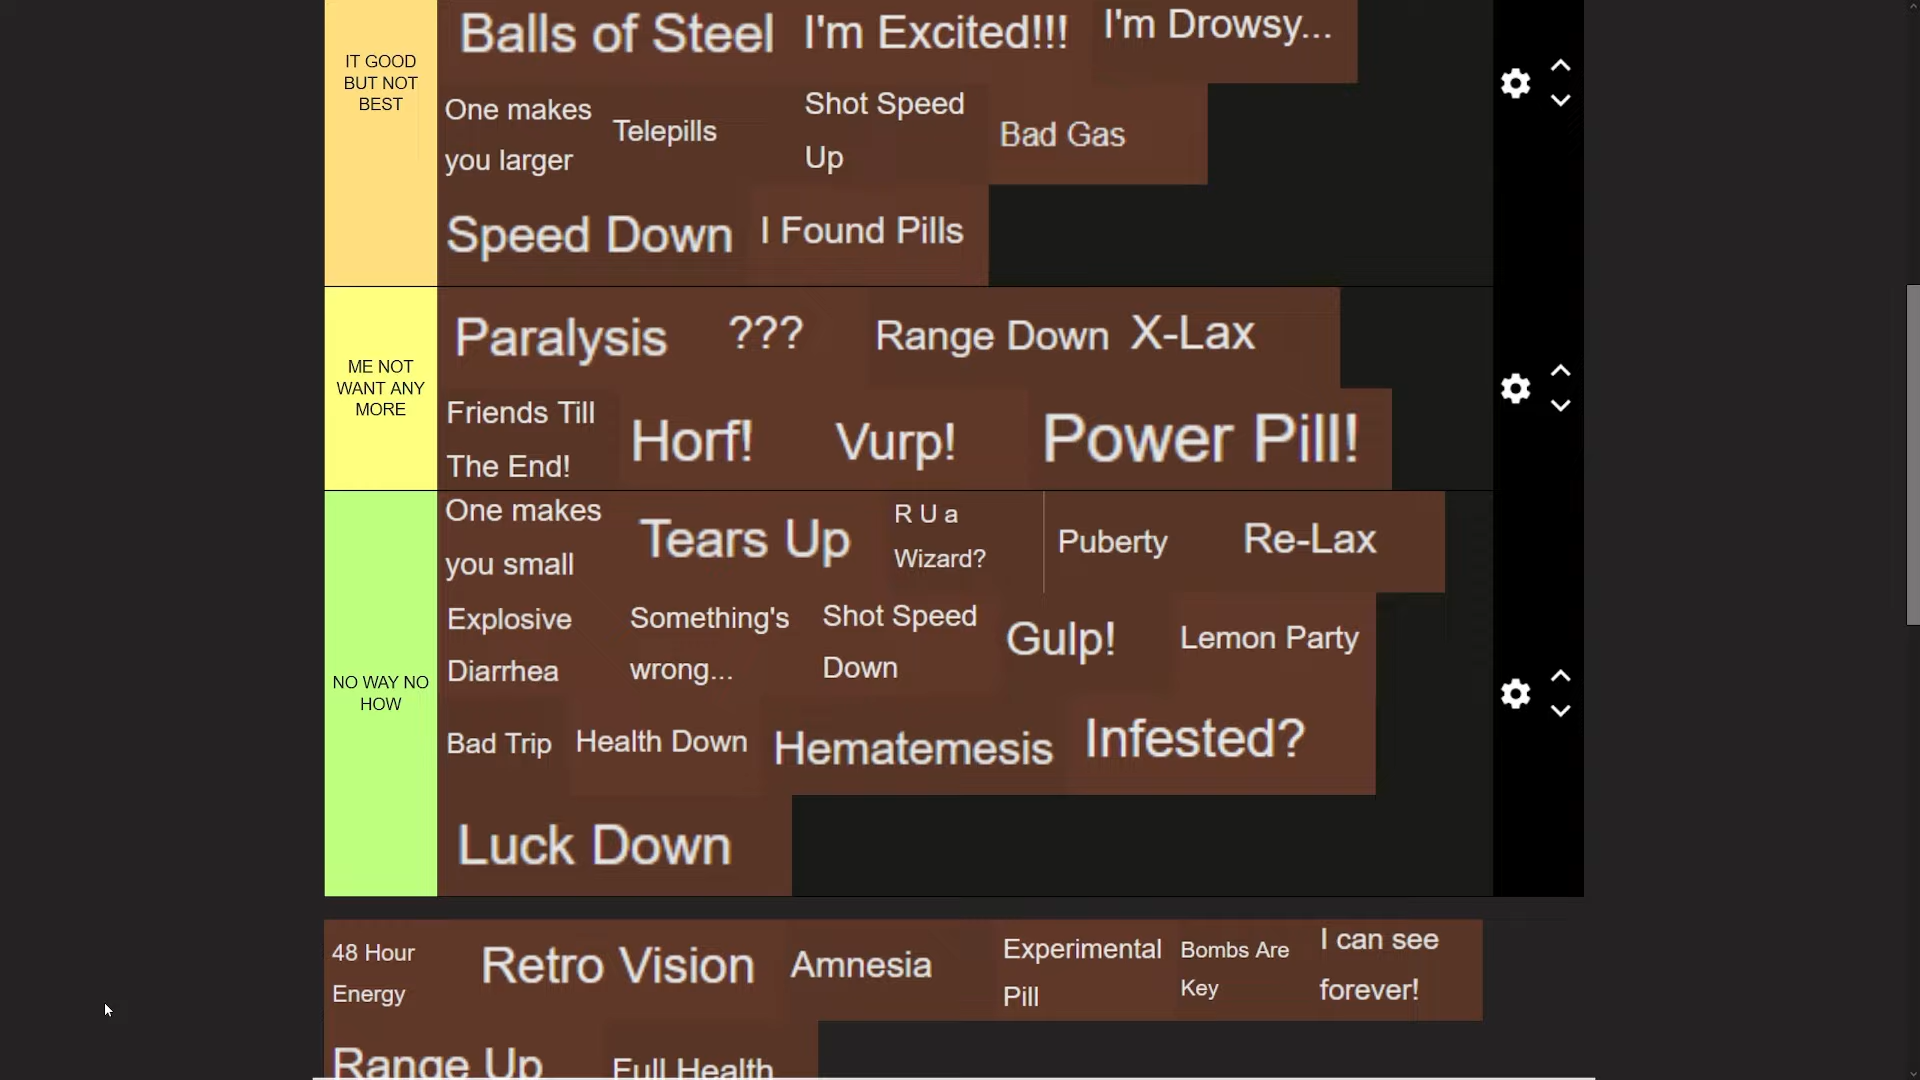 IT GOOD
BUT NOT
BEST
Balls of Steel
I'm Excited!!!
I'm Drowsy...
One makes
you larger
Telepills
Shot Speed
Up
Bad Gas
Speed Down
I Found Pills
ME NOT
WANT ANY
MORE
Paralysis
???
Range Down
X-Lax
Friends Till
The End!
Horf!
Vurp!
Power Pill!
NO WAY NO
HOW
One makes
you small
Tears Up
R U a
Wizard?
Puberty
Re-Lax
Explosive
Diarrhea
Something's
wrong...
Shot Speed
Down
Gulp!
Lemon Party
Bad Trip
Health Down
Hematemesis
Infested?
Luck Down
48 Hour
Energy
Retro Vision
Amnesia
Experimental
Pill
Bombs Are
Key
I can see
forever!
Range Up
Full Health